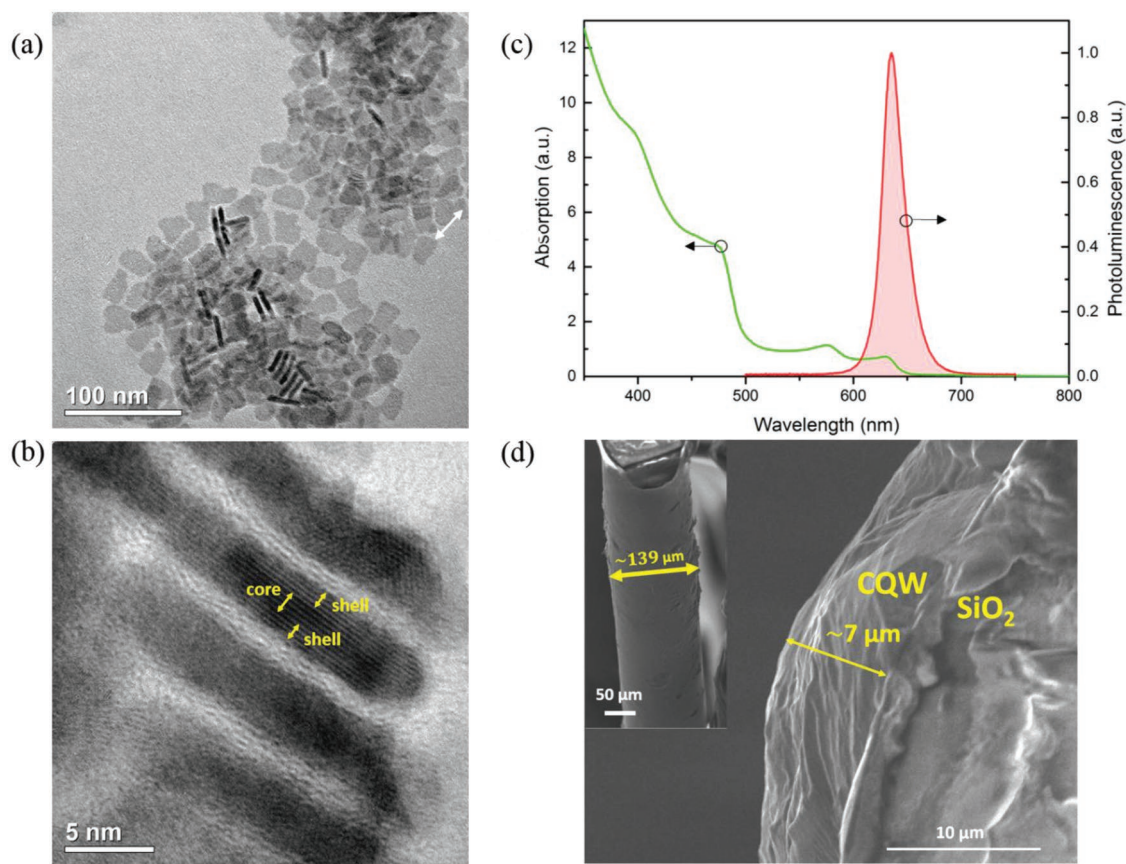 (a)
100 nm
(b)
core
shell
shell
5 nm
(c)
Absorption (a.u.)
12
10
8
6
4
2
0
400
500
600
700
800
Wavelength (nm)
1.0
0.8
0.6
0.4
0.2
0.0
Photoluminescence (a.u.)
(d)
~139 μm
50 μm
CQW
SiO₂
~7 μm
10 μm